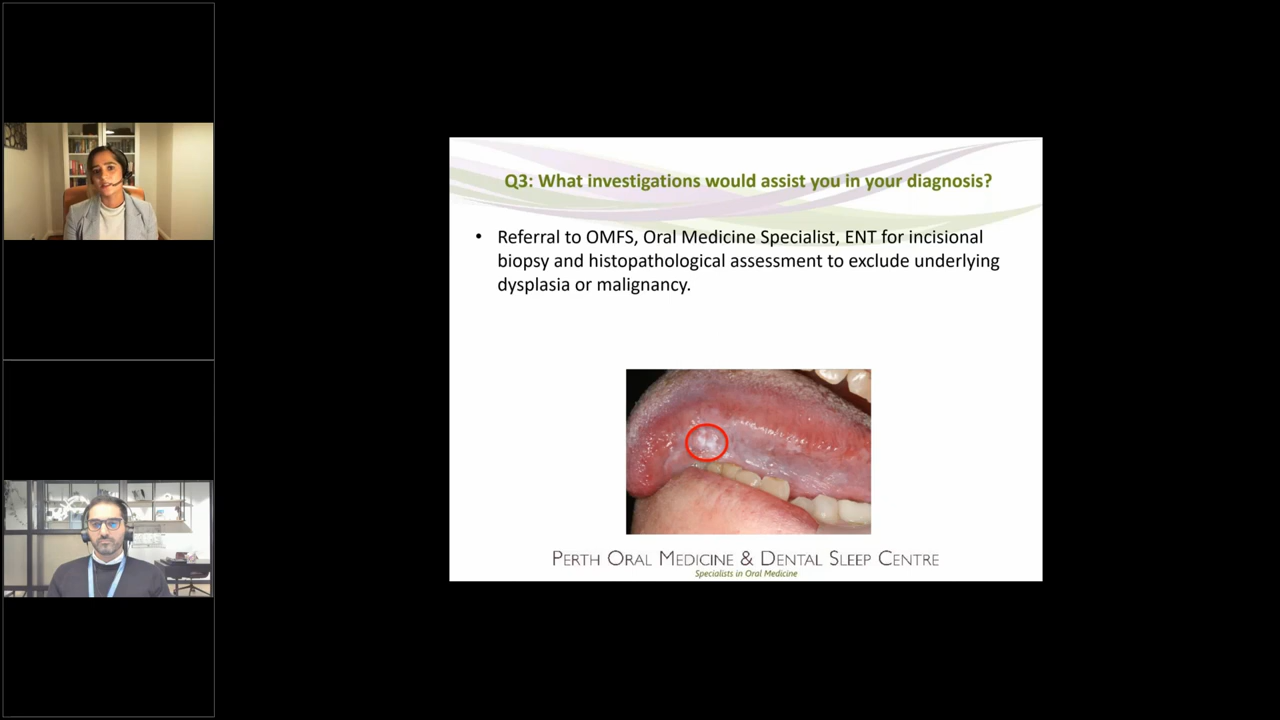 Q3: What investigations would assist you in your diagnosis?
• Referral to OMFS, Oral Medicine Specialist, ENT for incisional
biopsy and histopathological assessment to exclude underlying
dysplasia or malignancy.
PERTH ORAL MEDICINE & DENTAL SLEEP CENTRE
Specialists in Oral Medicine